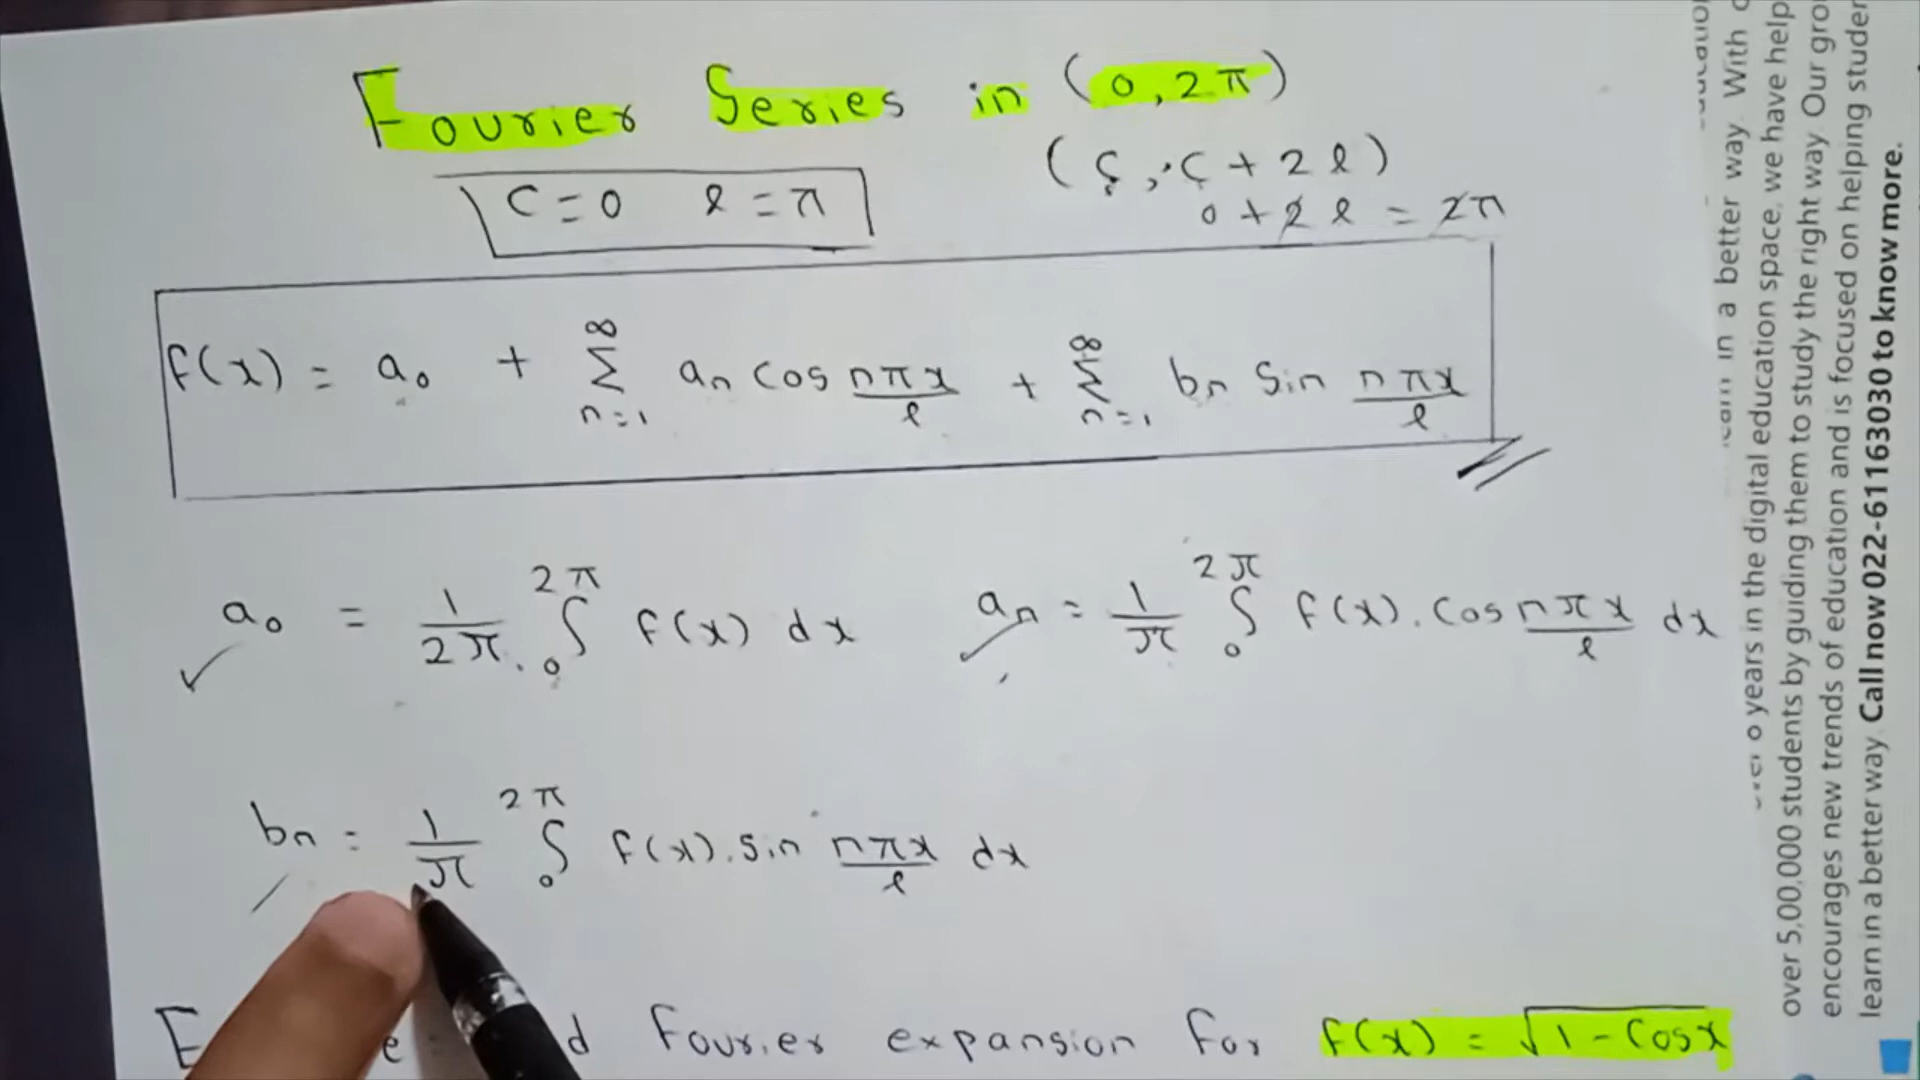 Fourier Series in (0, 2π)
(c, c + 2l)
c = 0 l = π
0 + 2l = 2π
f(x) = a₀ + ∑ₙ₌₁^∞ aₙ cos nπx/l + ∑ₙ₌₁^∞ bₙ sin nπx/l
a₀ = 1/2π ∫₀^2π f(x) dx
aₙ = 1/π ∫₀^2π f(x). cos nπx/l dx
bₙ = 1/π ∫₀^2π f(x). sin nπx/l dx
Fourier expansion for f(x) = √1 - cosx
in a better way. With
years in the digital education space, we have help
over 5,00,000 students by guiding them to study the right way. Our gro
encourages new trends of education and is focused on helping studen
learn in a better way. Call now 022-61163030 to know more.